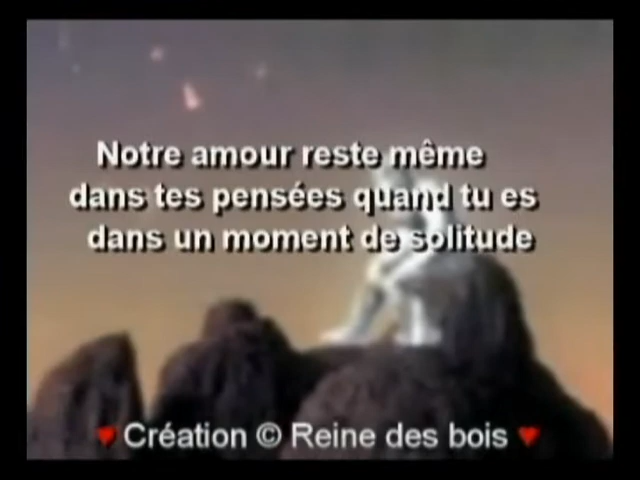 Notre amour reste même
dans tes pensées quand tu es
dans un moment de solitude
♥ Création © Reine des bois ♥